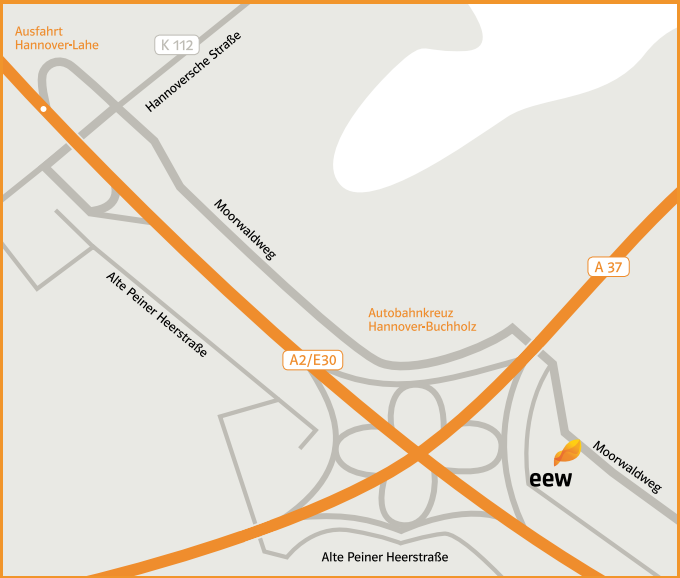 Ausfahrt
Hannover-Lahe
K 112
Hannoversche Straße
Moorwaldweg
A 37
Alte Peiner Heerstraße
Autobahnkreuz
Hannover-Buchholz
A2/E30
Moorwaldweg
eew
Alte Peiner Heerstraße